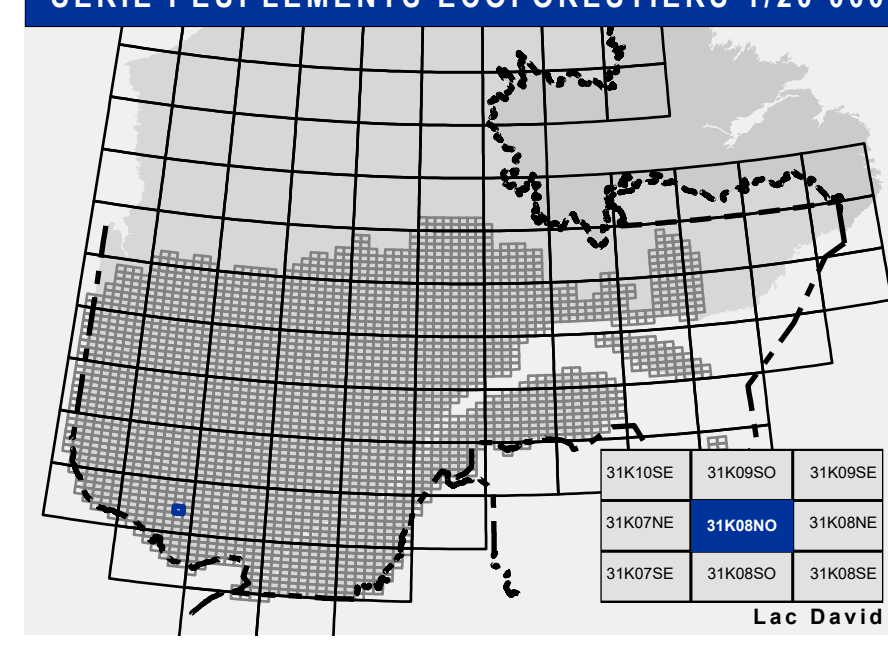 SÉRIE PEUPLEMENTS ÉCOFORESTIERS 1/20 000
31K10SE 31K09SO 31K09SE
31K07NE 31K08NO 31K08NE
31K07SE 31K08SO 31K08SE
Lac David